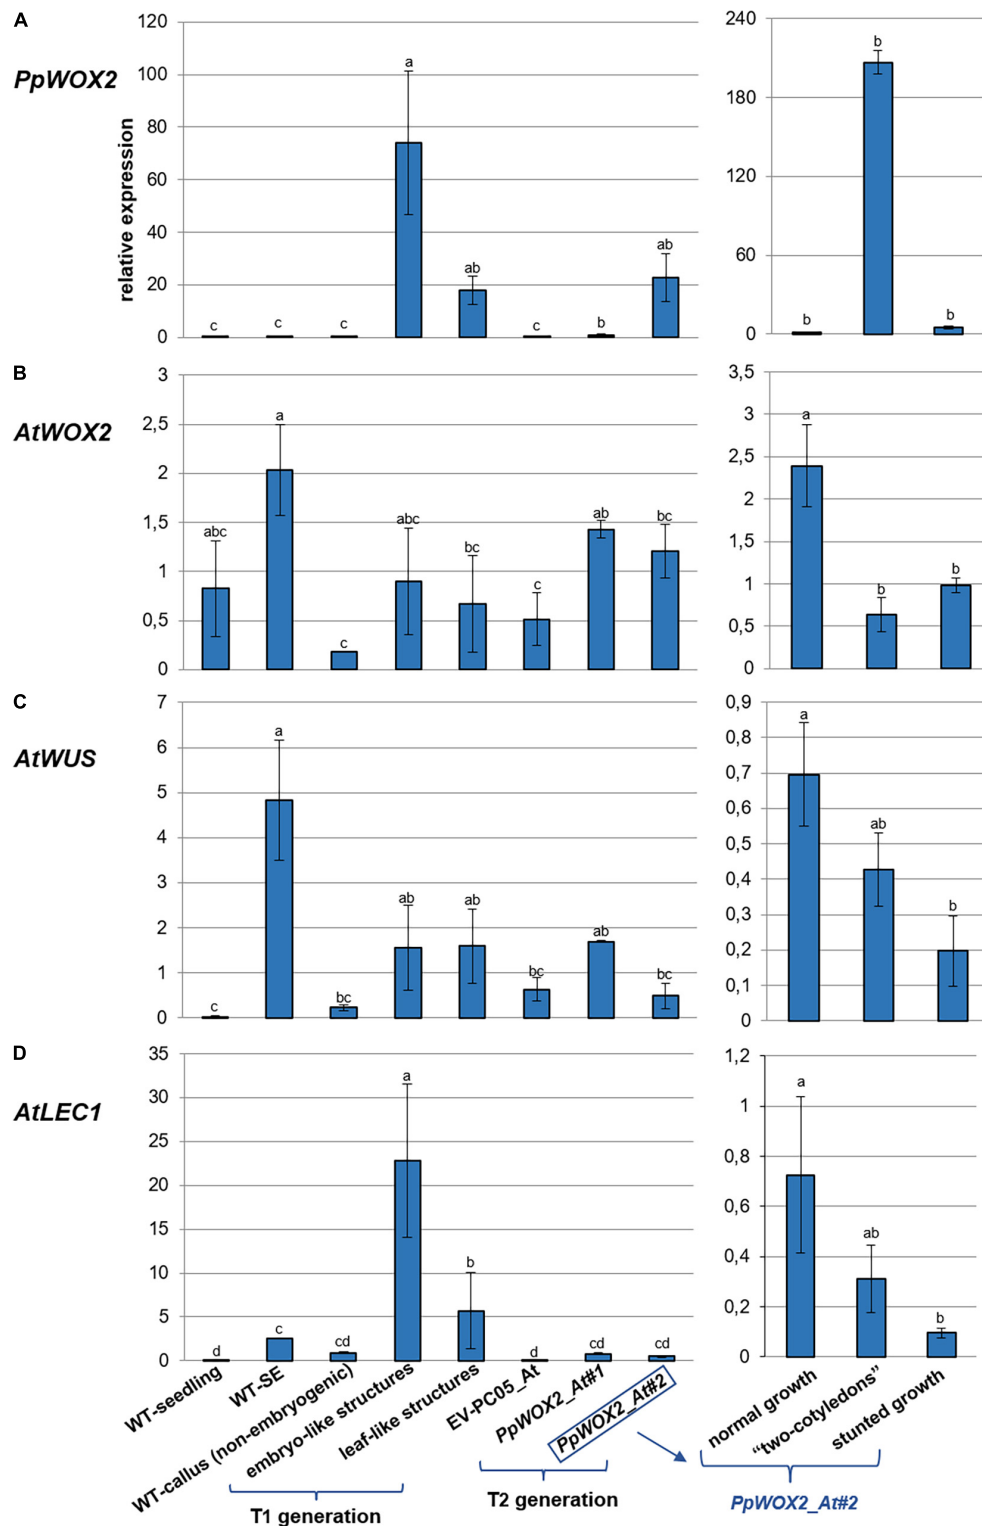 A
PpWOX2
relative expression
120
100
80
60
40
20
0
c c c a ab c b ab
240
180
120
60
0
b b b
B
AtWOX2
3
2,5
2
1,5
1
0,5
0
abc a c abc bc c ab bc
3,5
3
2,5
2
1,5
1
0,5
0
a b b
C
AtWUS
7
6
5
4
3
2
1
0
c a bc ab ab bc ab bc
0,9
0,8
0,7
0,6
0,5
0,4
0,3
0,2
0,1
0
a ab b
D
AtLEC1
35
30
25
20
15
10
5
0
d c cd a b d cd cd
1,2
1
0,8
0,6
0,4
0,2
0
a ab b
WT-seedling
WT-SE
WT-callus (non-embryogenic)
embryo-like structures
leaf-like structures
EV-PC05_At
PpWOX2_At#1
PpWOX2_At#2
normal growth
“two-cotyledons”
stunted growth
T1 generation
T2 generation
PpWOX2_At#2